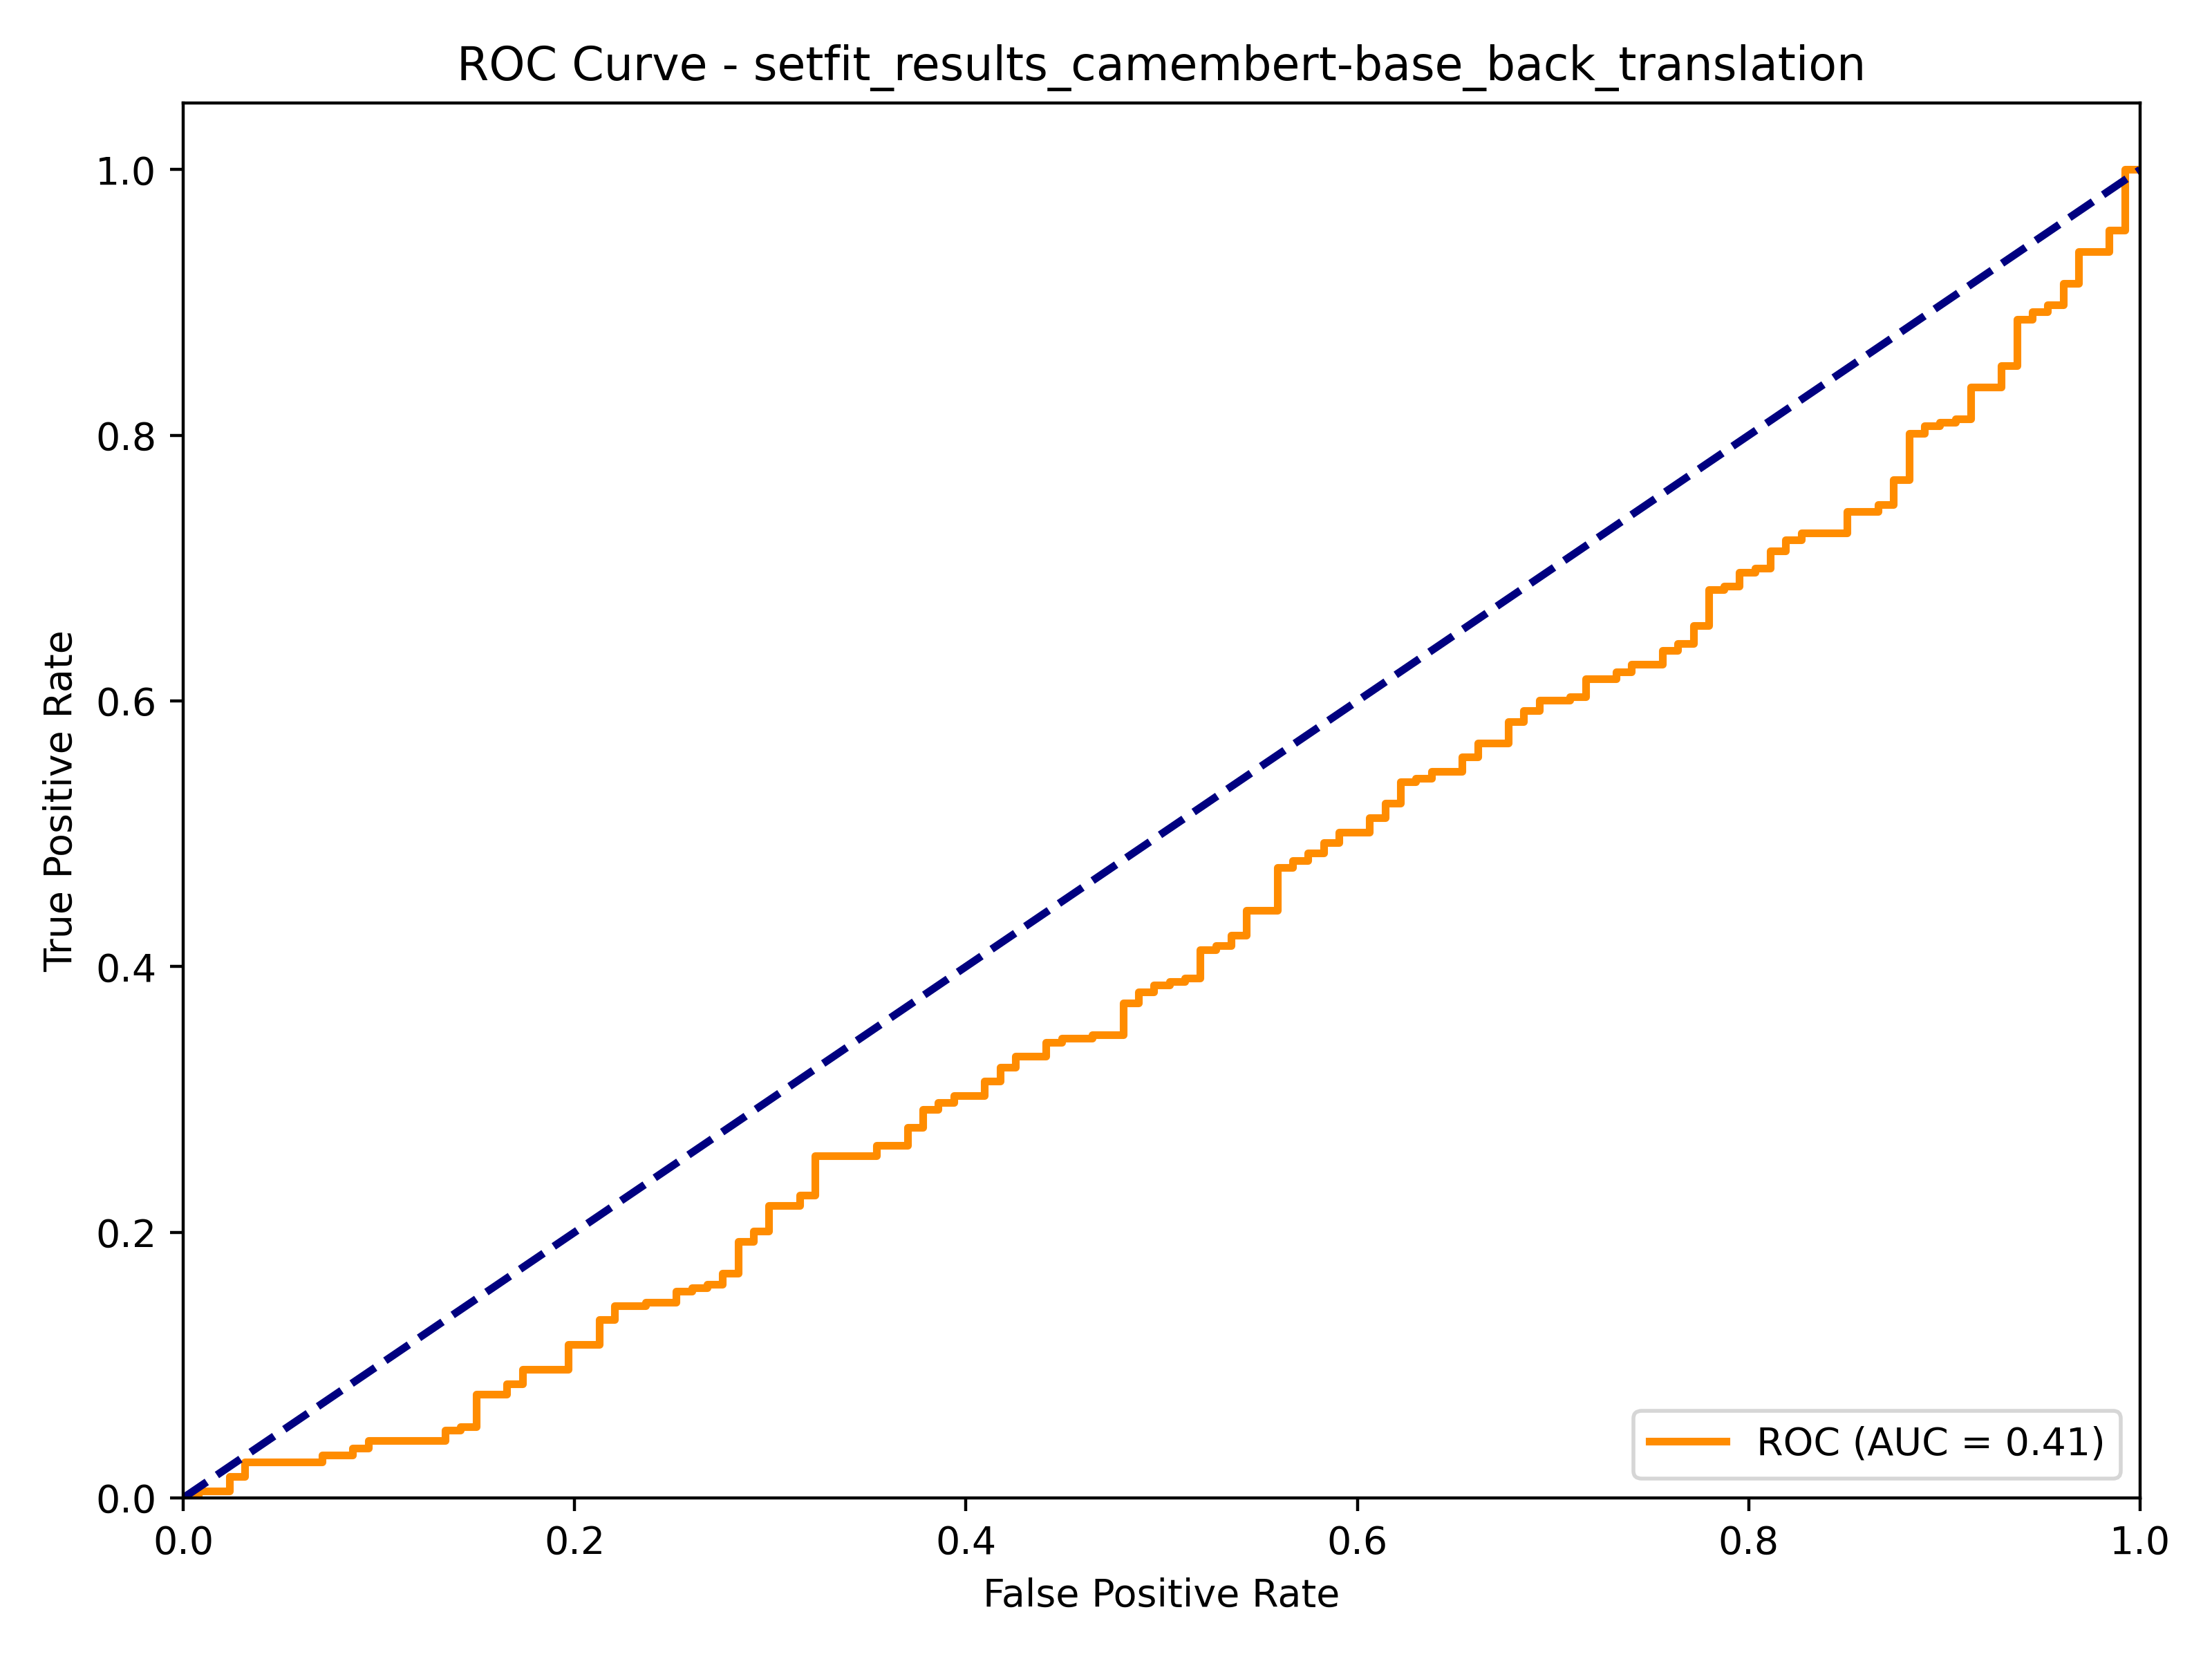 ROC Curve - setfit_results_camembert-base_back_translation
True Positive Rate
1.0
0.8
0.6
0.4
0.2
0.0
ROC (AUC = 0.41)
0.0 0.2 0.4 0.6 0.8 1.0
False Positive Rate